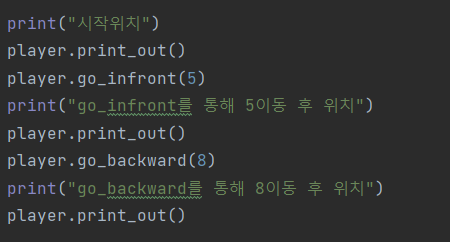 print("시작위치")
player.print_out()
player.go_infront(5)
print("go_infront를 통해 5이동 후 위치")
player.print_out()
player.go_backward(8)
print("go_backward를 통해 8이동 후 위치")
player.print_out()